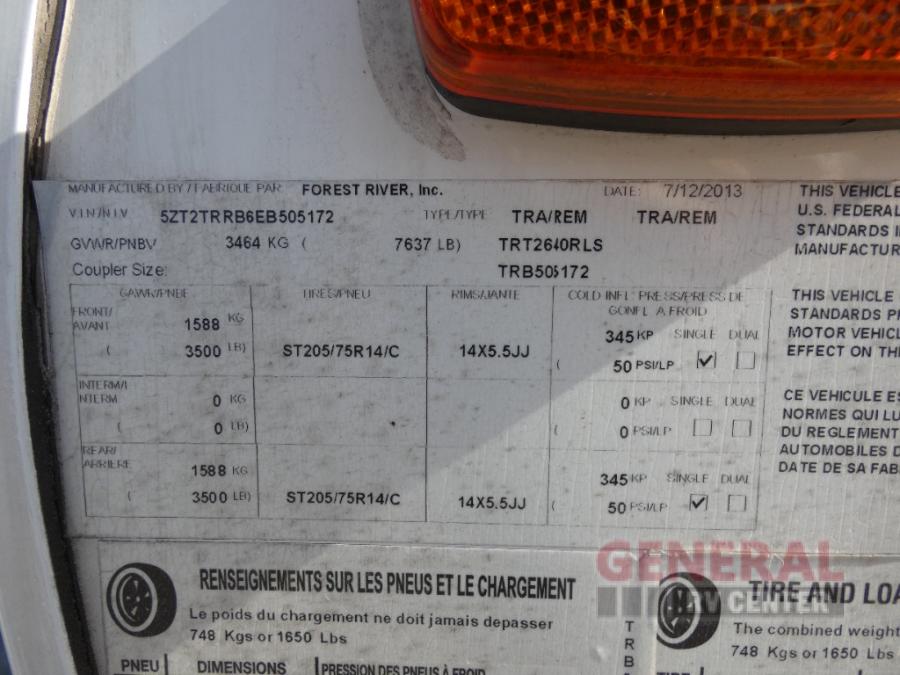 MANUFACTURED BY / FABRIQUE PAR: FOREST RIVER, Inc. DATE: 7/12/2013
V.I.N/N.I.V 5ZT2TRRB6EB505172 TYPE/TYPE TRA/REM TRA/REM
GVWR/PNBV 3464 KG ( 7637 LB) TRT2640RLS
Coupler Size: TRB505172
GAWR/PNBE TIRES/PNEU RIMS/JANTE COLD INFL. PRESS/PRESS DE
GONFL. A FROID
FRONT/
AVANT 1588 KG 345 KP SINGLE DUAL
( 3500 LB) ST205/75R14/C 14X5.5JJ ( 50 PSI/LP
INTERM/I
NTERM 0 KG 0 KP SINGLE DUAL
( 0 LB) 0 PSI/LP
REAR/
ARRIERE 1588 KG 345 KP SINGLE DUAL
( 3500 LB) ST205/75R14/C 14X5.5JJ ( 50 PSI/LP
THIS VEHICLE
U.S. FEDERAL
STANDARDS I
MANUFACTUR
THIS VEHICLE
STANDARDS P
MOTOR VEHIC
EFFECT ON TH
CE VEHICULE ES
NORMES QUI LU
DU REGLEMENT
AUTOMOBILES D
DATE DE SA FAB
RENSEIGNEMENTS SUR LES PNEUS ET LE CHARGEMENT
Le poids du chargement ne doit jamais depasser
748 Kgs or 1650 Lbs
PNEU DIMENSIONS PRESSION DES PNEUS À FROID
T
R
B
TIRE AND LOA
The combined weight
748 Kgs or 1650 Lbs
GENERAL
RV CENTER